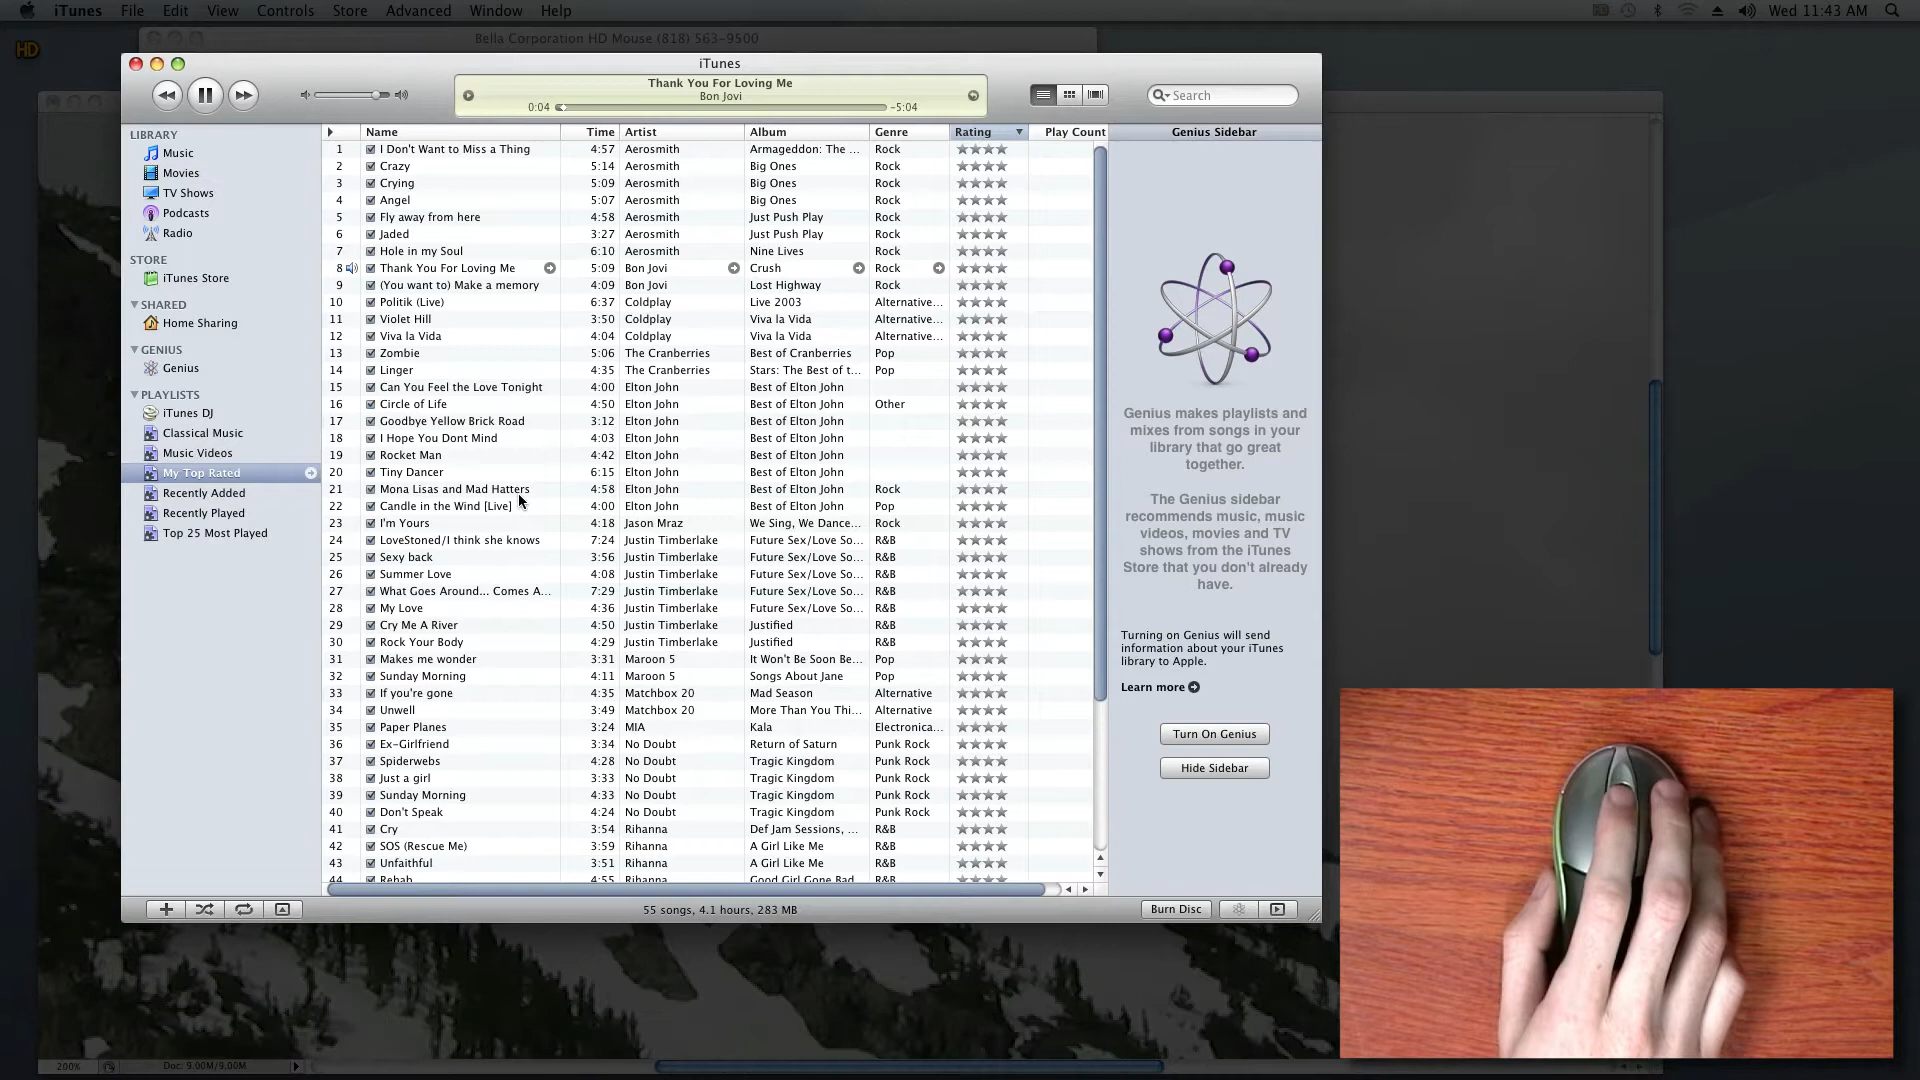 iTunes File Edit View Controls Store Advanced Window Help Wed 11:43 AM
HD
Bella Corporation HD Mouse (818) 563-9500
iTunes
Thank You For Loving Me
Bon Jovi
0:04 -5:04
Search
LIBRARY
Music
Movies
TV Shows
Podcasts
Radio
STORE
iTunes Store
SHARED
Home Sharing
GENIUS
Genius
PLAYLISTS
iTunes DJ
Classical Music
Music Videos
My Top Rated
Recently Added
Recently Played
Top 25 Most Played
Name Time Artist Album Genre Rating Play Count
1 I Don't Want to Miss a Thing 4:57 Aerosmith Armageddon: The ... Rock
2 Crazy 5:14 Aerosmith Big Ones Rock
3 Crying 5:09 Aerosmith Big Ones Rock
4 Angel 5:07 Aerosmith Big Ones Rock
5 Fly away from here 4:58 Aerosmith Just Push Play Rock
6 Jaded 3:27 Aerosmith Just Push Play Rock
7 Hole in my Soul 6:10 Aerosmith Nine Lives Rock
8 Thank You For Loving Me 5:09 Bon Jovi Crush Rock
9 (You want to) Make a memory 4:09 Bon Jovi Lost Highway Rock
10 Politik (Live) 6:37 Coldplay Live 2003 Alternative...
11 Violet Hill 3:50 Coldplay Viva la Vida Alternative...
12 Viva la Vida 4:04 Coldplay Viva la Vida Alternative...
13 Zombie 5:06 The Cranberries Best of Cranberries Pop
14 Linger 4:35 The Cranberries Stars: The Best of t... Pop
15 Can You Feel the Love Tonight 4:00 Elton John Best of Elton John
16 Circle of Life 4:50 Elton John Best of Elton John Other
17 Goodbye Yellow Brick Road 3:12 Elton John Best of Elton John
18 I Hope You Dont Mind 4:03 Elton John Best of Elton John
19 Rocket Man 4:42 Elton John Best of Elton John
20 Tiny Dancer 6:15 Elton John Best of Elton John
21 Mona Lisas and Mad Hatters 4:58 Elton John Best of Elton John Rock
22 Candle in the Wind [Live] 4:00 Elton John Best of Elton John Pop
23 I'm Yours 4:18 Jason Mraz We Sing, We Dance... Rock
24 LoveStoned/I think she knows 7:24 Justin Timberlake Future Sex/Love So... R&B
25 Sexy back 3:56 Justin Timberlake Future Sex/Love So... R&B
26 Summer Love 4:08 Justin Timberlake Future Sex/Love So... R&B
27 What Goes Around... Comes A... 7:29 Justin Timberlake Future Sex/Love So... R&B
28 My Love 4:36 Justin Timberlake Future Sex/Love So... R&B
29 Cry Me A River 4:50 Justin Timberlake Justified R&B
30 Rock Your Body 4:29 Justin Timberlake Justified R&B
31 Makes me wonder 3:31 Maroon 5 It Won't Be Soon Be... Pop
32 Sunday Morning 4:11 Maroon 5 Songs About Jane Pop
33 If you're gone 4:35 Matchbox 20 Mad Season Alternative
34 Unwell 3:49 Matchbox 20 More Than You Thi... Alternative
35 Paper Planes 3:24 MIA Kala Electronica...
36 Ex-Girlfriend 3:34 No Doubt Return of Saturn Punk Rock
37 Spiderwebs 4:28 No Doubt Tragic Kingdom Punk Rock
38 Just a girl 3:33 No Doubt Tragic Kingdom Punk Rock
39 Sunday Morning 4:33 No Doubt Tragic Kingdom Punk Rock
40 Don't Speak 4:24 No Doubt Tragic Kingdom Punk Rock
41 Cry 3:54 Rihanna Def Jam Sessions, ... R&B
42 SOS (Rescue Me) 3:59 Rihanna A Girl Like Me R&B
43 Unfaithful 3:51 Rihanna A Girl Like Me R&B
44 Rehab 4:55 Rihanna Good Girl Gone Bad R&B
Genius Sidebar
Genius makes playlists and
mixes from songs in your
library that go great
together.
The Genius sidebar
recommends music, music
videos, movies and TV
shows from the iTunes
Store that you don't already
have.
Turning on Genius will send
information about your iTunes
library to Apple.
Learn more
Turn On Genius
Hide Sidebar
55 songs, 4.1 hours, 283 MB
Burn Disc
200% Doc: 9.00M/9.00M